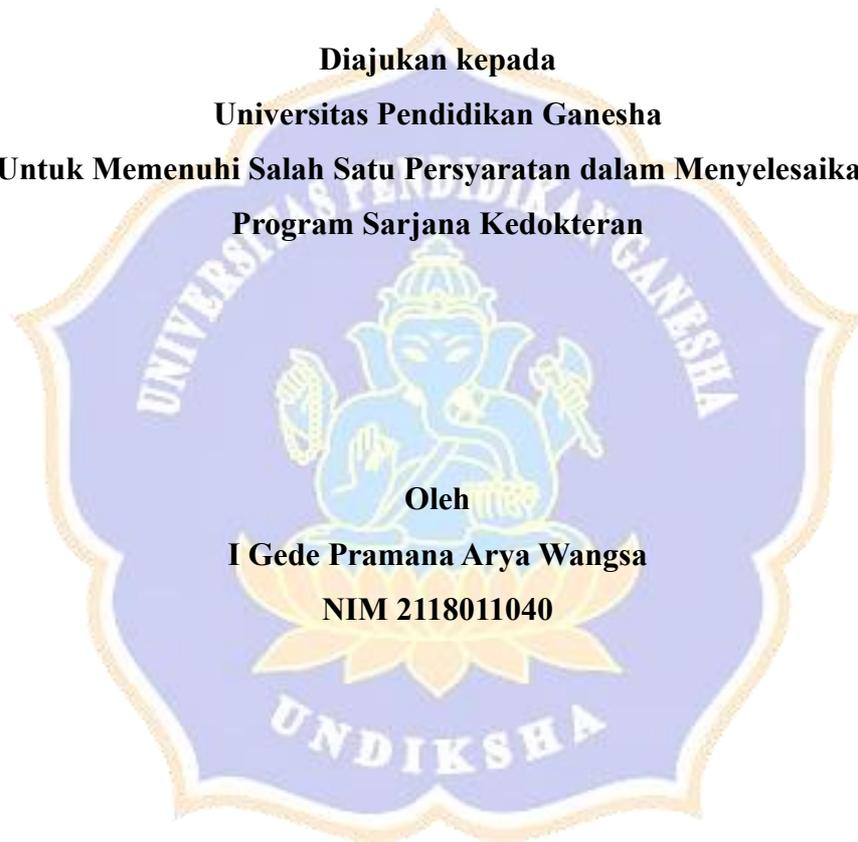 Diajukan kepada
Universitas Pendidikan Ganesha
Untuk Memenuhi Salah Satu Persyaratan dalam Menyelesaika
Program Sarjana Kedokteran
UNIVERSITAS PENDIDIKAN GANESHA
Oleh
I Gede Pramana Arya Wangsa
NIM 2118011040
UNDIKSHA